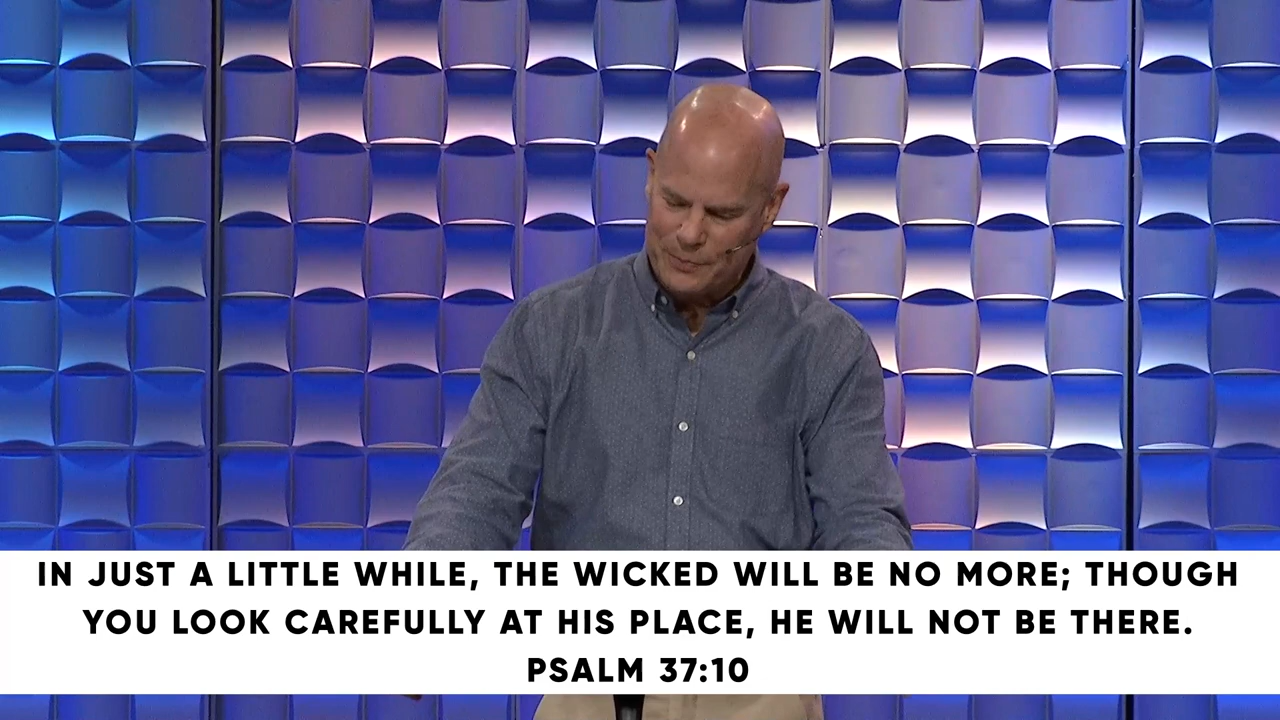 IN JUST A LITTLE WHILE, THE WICKED WILL BE NO MORE; THOUGH
YOU LOOK CAREFULLY AT HIS PLACE, HE WILL NOT BE THERE.
PSALM 37:10